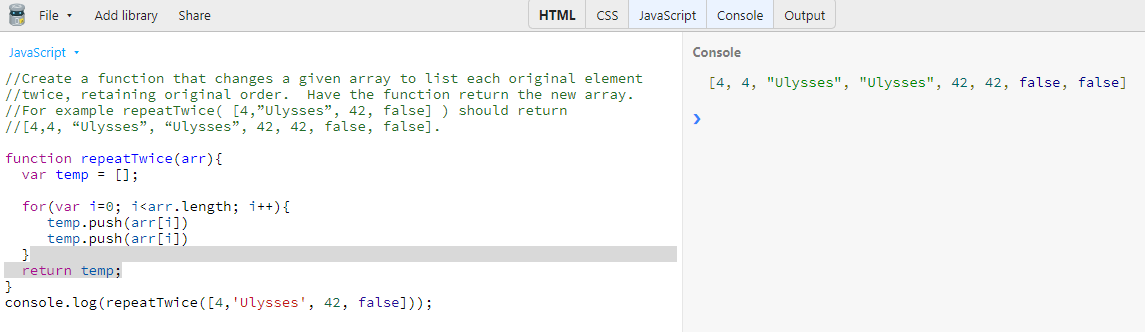 File Add library Share HTML CSS JavaScript Console Output
JavaScript
//Create a function that changes a given array to list each original element
//twice, retaining original order.  Have the function return the new array.
//For example repeatTwice( [4,”Ulysses”, 42, false] ) should return
//[4,4, “Ulysses”, “Ulysses”, 42, 42, false, false].
function repeatTwice(arr){
  var temp = [];
  for(var i=0; i<arr.length; i++){
     temp.push(arr[i])
     temp.push(arr[i])
  }
  return temp;
}
console.log(repeatTwice([4,'Ulysses', 42, false]));
Console
[4, 4, "Ulysses", "Ulysses", 42, 42, false, false]
❯